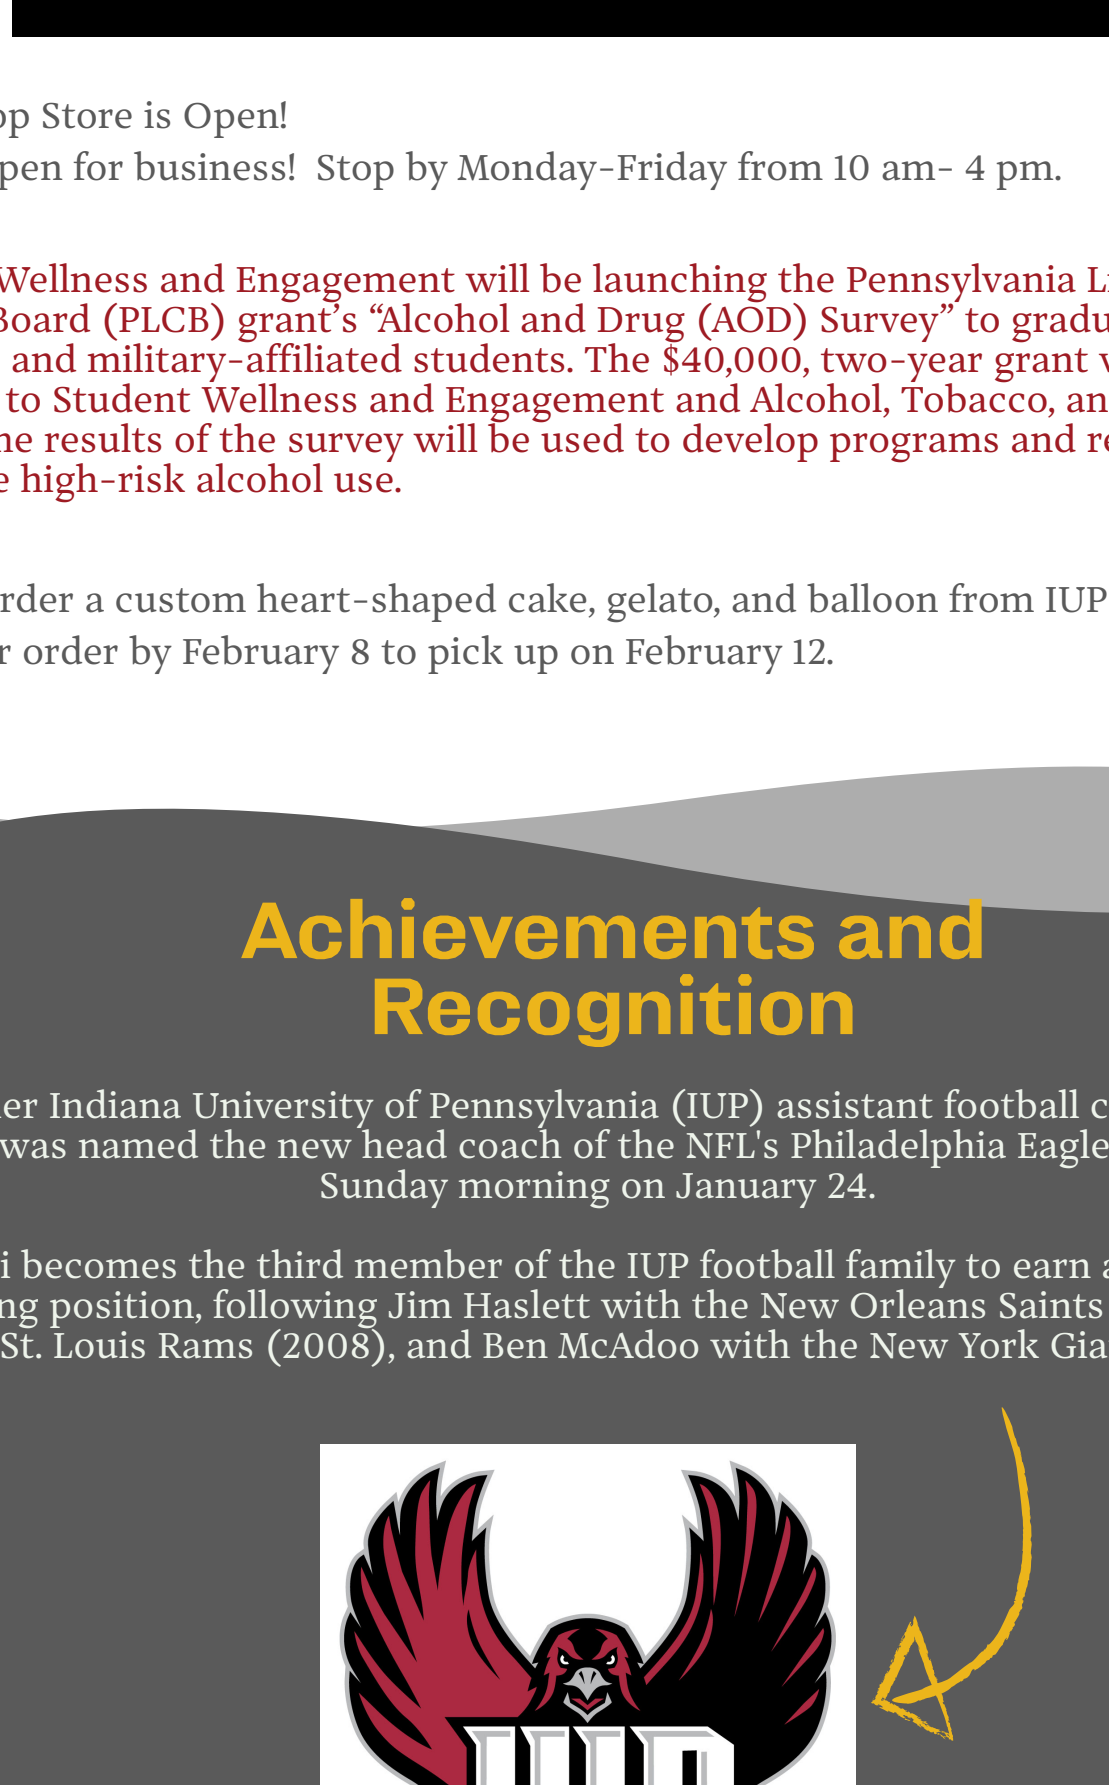 op Store is Open!
pen for business! Stop by Monday-Friday from 10 am- 4 pm.
Wellness and Engagement will be launching the Pennsylvania Li
Board (PLCB) grant's “Alcohol and Drug (AOD) Survey” to gradu
and military-affiliated students. The $40,000, two-year grant
to Student Wellness and Engagement and Alcohol, Tobacco, an
he results of the survey will be used to develop programs and re
e high-risk alcohol use.
rder a custom heart-shaped cake, gelato, and balloon from IUP
r order by February 8 to pick up on February 12.
Achievements and
Recognition
er Indiana University of Pennsylvania (IUP) assistant football c
was named the new head coach of the NFL's Philadelphia Eagle
Sunday morning on January 24.
i becomes the third member of the IUP football family to earn a
ng position, following Jim Haslett with the New Orleans Saints
St. Louis Rams (2008), and Ben McAdoo with the New York Gia
IUP